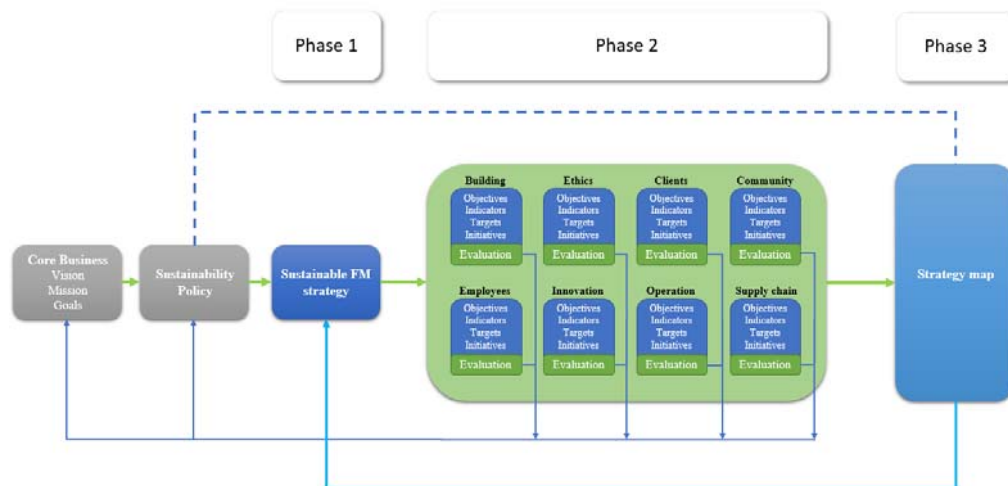 Phase 1
Phase 2
Phase 3
Core Business
Vision
Mission
Goals
Sustainability
Policy
Sustainable FM
strategy
Building
Objectives
Indicators
Targets
Initiatives
Evaluation
Ethics
Objectives
Indicators
Targets
Initiatives
Evaluation
Clients
Objectives
Indicators
Targets
Initiatives
Evaluation
Community
Objectives
Indicators
Targets
Initiatives
Evaluation
Employees
Objectives
Indicators
Targets
Initiatives
Evaluation
Innovation
Objectives
Indicators
Targets
Initiatives
Evaluation
Operation
Objectives
Indicators
Targets
Initiatives
Evaluation
Supply chain
Objectives
Indicators
Targets
Initiatives
Evaluation
Strategy map